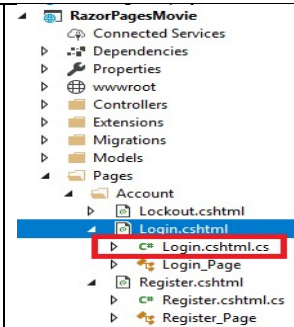 RazorPagesMovie
Connected Services
Dependencies
Properties
wwwroot
Controllers
Extensions
Migrations
Models
Pages
Account
Lockout.cshtml
Login.cshtml
C# Login.cshtml.cs
Login_Page
Register.cshtml
C# Register.cshtml.cs
Register_Page